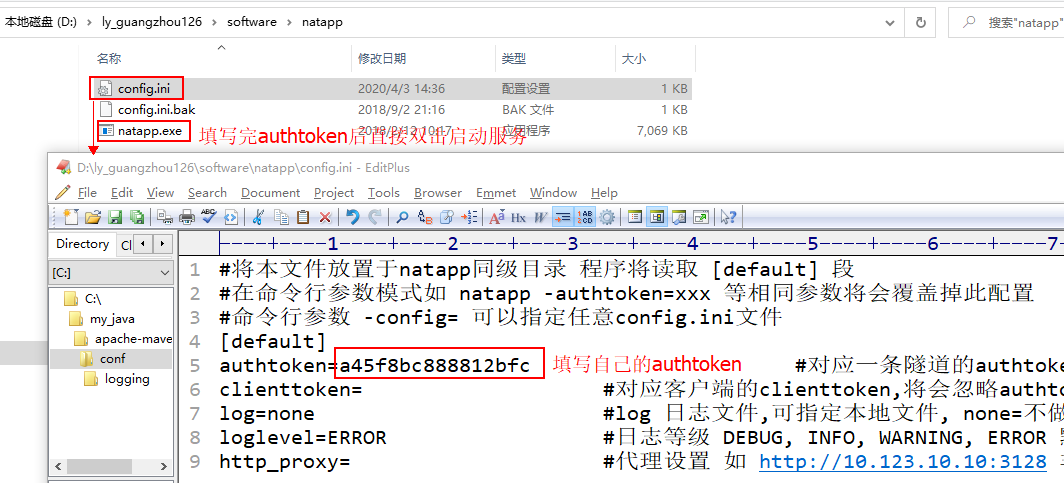 本地磁盘 (D:) › ly_guangzhou126 › software › natapp
搜索"natapp"
名称 修改日期 类型 大小
config.ini 2020/4/3 14:36 配置设置 1 KB
config.ini.bak 2018/9/2 21:16 BAK 文件 1 KB
natapp.exe 2018/2/12 10:17 应用程序 7,069 KB
填写完authtoken后直接双击启动服务
D:\ly_guangzhou126\software\natapp\config.ini - EditPlus
File Edit View Search Document Project Tools Browser Emmet Window Help
Directory Cl
[C:]
C:\
my_java
apache-mave
conf
logging
----+----1----+----2----+----3----+----4----+----5----+----6----+----7
1 #将本文件放置于natapp同级目录 程序将读取 [default] 段
2 #在命令行参数模式如 natapp -authtoken=xxx 等相同参数将会覆盖掉此配置
3 #命令行参数 -config= 可以指定任意config.ini文件
4 [default]
5 authtoken=a45f8bc888812bfc 填写自己的authtoken #对应一条隧道的authtoke
6 clienttoken= #对应客户端的clienttoken,将会忽略authto
7 log=none #log 日志文件,可指定本地文件, none=不做
8 loglevel=ERROR #日志等级 DEBUG, INFO, WARNING, ERROR
9 http_proxy= #代理设置 如 http://10.123.10.10:3128